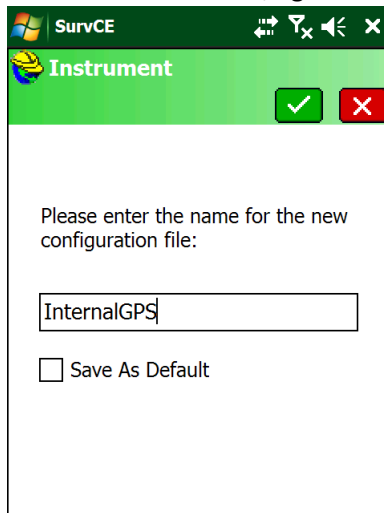 SurvCE
Instrument
Please enter the name for the new
configuration file:
InternalGPS
Save As Default